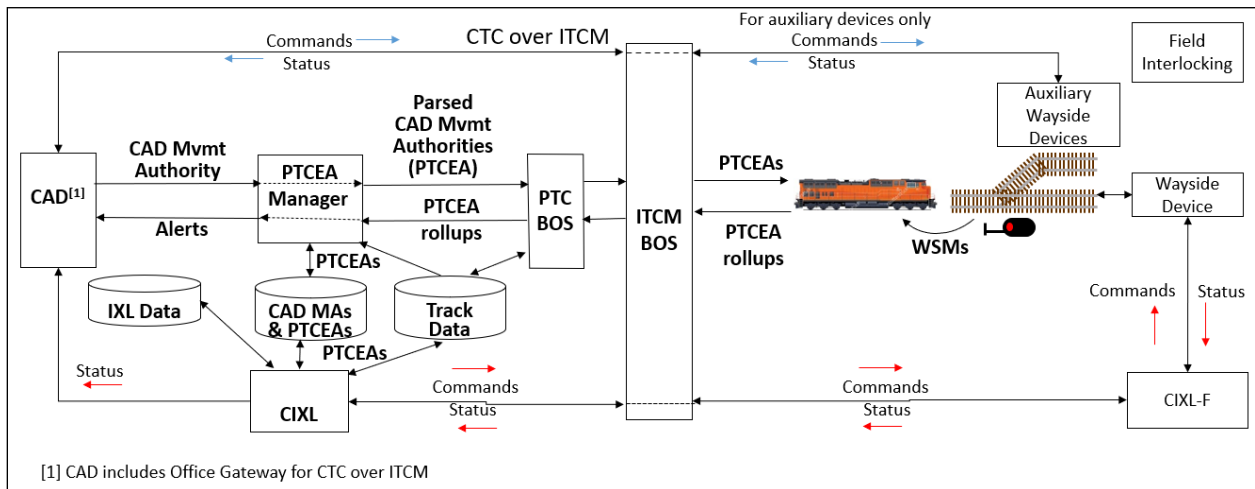 For auxiliary devices only
Commands
CTC over ITCM
Commands
Status
Status
Field
Interlocking
Auxiliary
Wayside
Devices
Parsed
CAD Mvmt
Authorities
(PTCEA)
CAD Mvmt
Authority
PTCEA
Manager
CAD[1]
PTC
BOS
PTCEAs
Wayside
Device
ITCM
BOS
Alerts
PTCEA
rollups
PTCEA
rollups
WSMs
PTCEAs
IXL Data
CAD MAs
& PTCEAs
Track
Data
Commands
Status
PTCEAs
Status
CIXL
Commands
Status
Commands
Status
CIXL-F
[1] CAD includes Office Gateway for CTC over ITCM